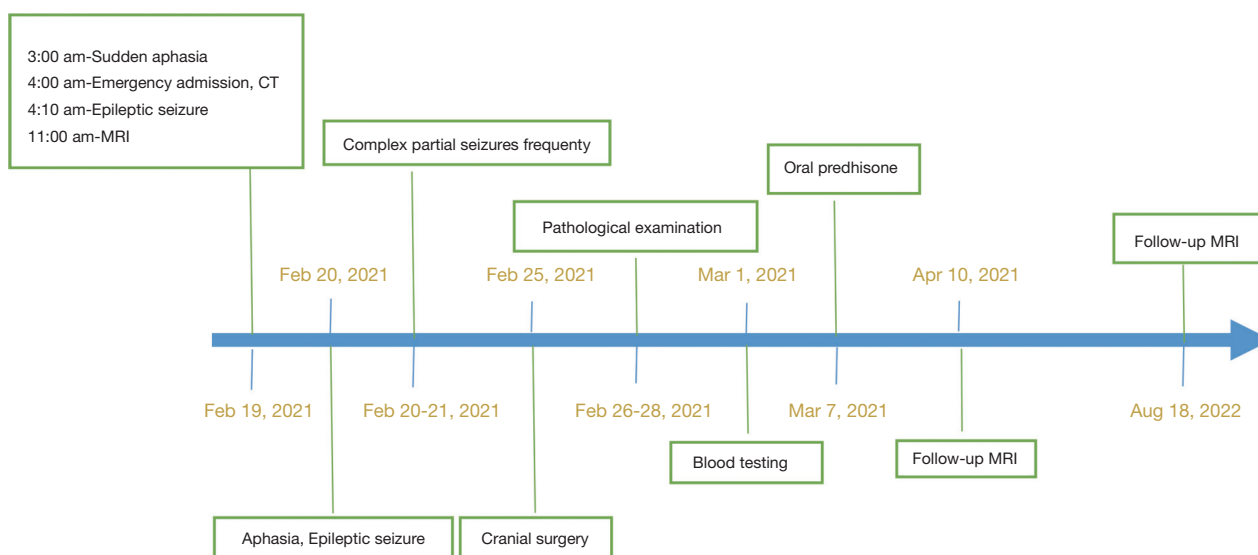 3:00 am-Sudden aphasia
4:00 am-Emergency admission, CT
4:10 am-Epileptic seizure
11:00 am-MRI
Complex partial seizures frequenty
Oral predhisone
Pathological examination
Follow-up MRI
Feb 20, 2021
Feb 25, 2021
Mar 1, 2021
Apr 10, 2021
Feb 19, 2021
Feb 20-21, 2021
Feb 26-28, 2021
Mar 7, 2021
Aug 18, 2022
Blood testing
Follow-up MRI
Aphasia, Epileptic seizure
Cranial surgery